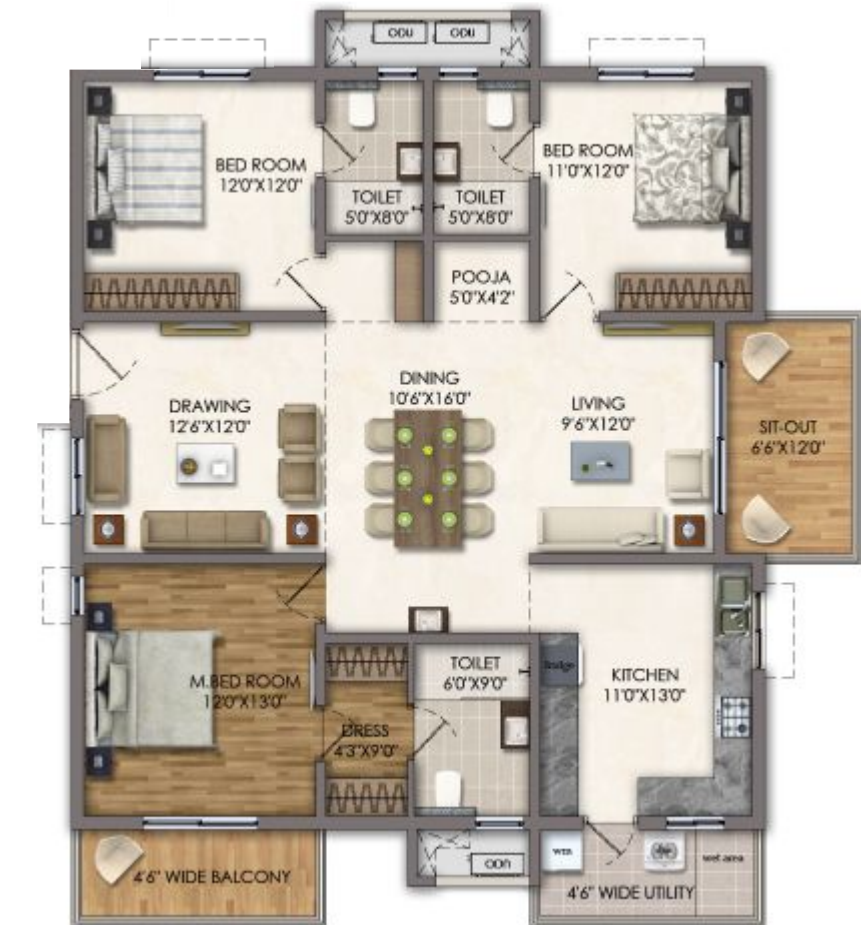 ODU
ODU
BED ROOM
12'0"X12'0"
TOILET
5'0"X8'0"
TOILET
5'0"X8'0"
BED ROOM
11'0"X12'0"
POOJA
5'0"X4'2"
DRAWING
12'6"X12'0"
DINING
10'6"X16'0"
LIVING
9'6"X12'0"
SIT-OUT
6'6"X12'0"
M.BED ROOM
12'0"X13'0"
DRESS
4'3"X9'0"
TOILET
6'0"X9'0"
fridge
KITCHEN
11'0"X13'0"
4'6" WIDE BALCONY
ODU
wm
wet area
4'6" WIDE UTILITY